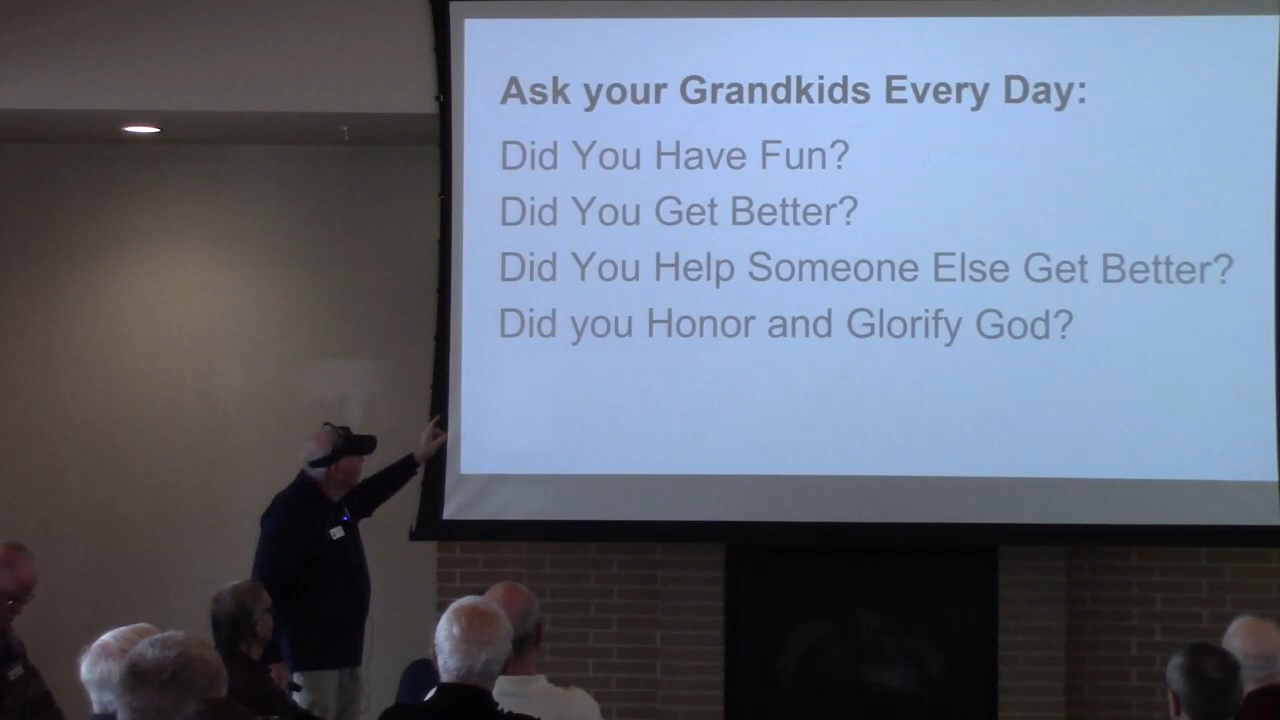 Ask your Grandkids Every Day:
Did You Have Fun?
Did You Get Better?
Did You Help Someone Else Get Better?
Did you Honor and Glorify God?